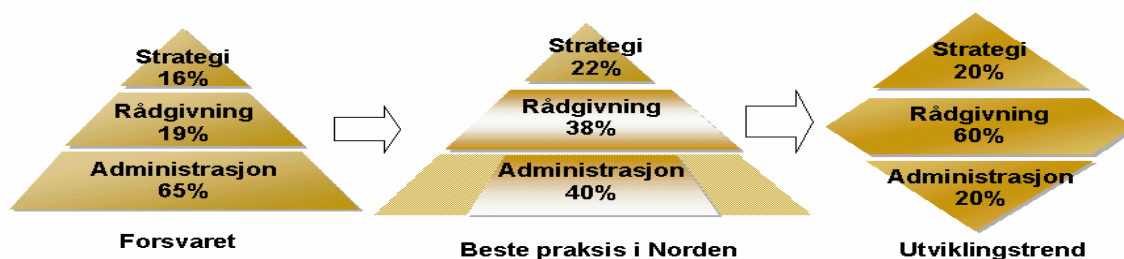 Strategi
16%
Rådgivning
19%
Administrasjon
65%
Forsvaret
Strategi
22%
Rådgivning
38%
Administrasjon
40%
Beste praksis i Norden
Strategi
20%
Rådgivning
60%
Administrasjon
20%
Utviklingstrend